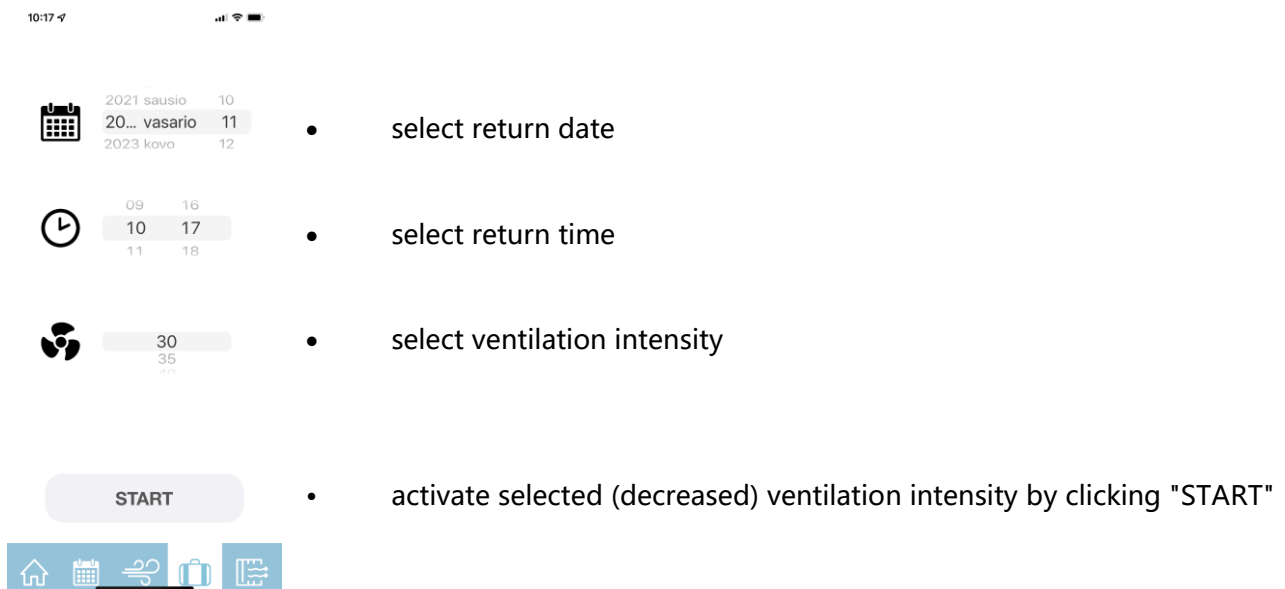 10:17
2021 sausio 10
20... vasario 11
2023 kovo 12
• select return date
09 16
10 17
11 18
• select return time
30
35
• select ventilation intensity
START
• activate selected (decreased) ventilation intensity by clicking "START"